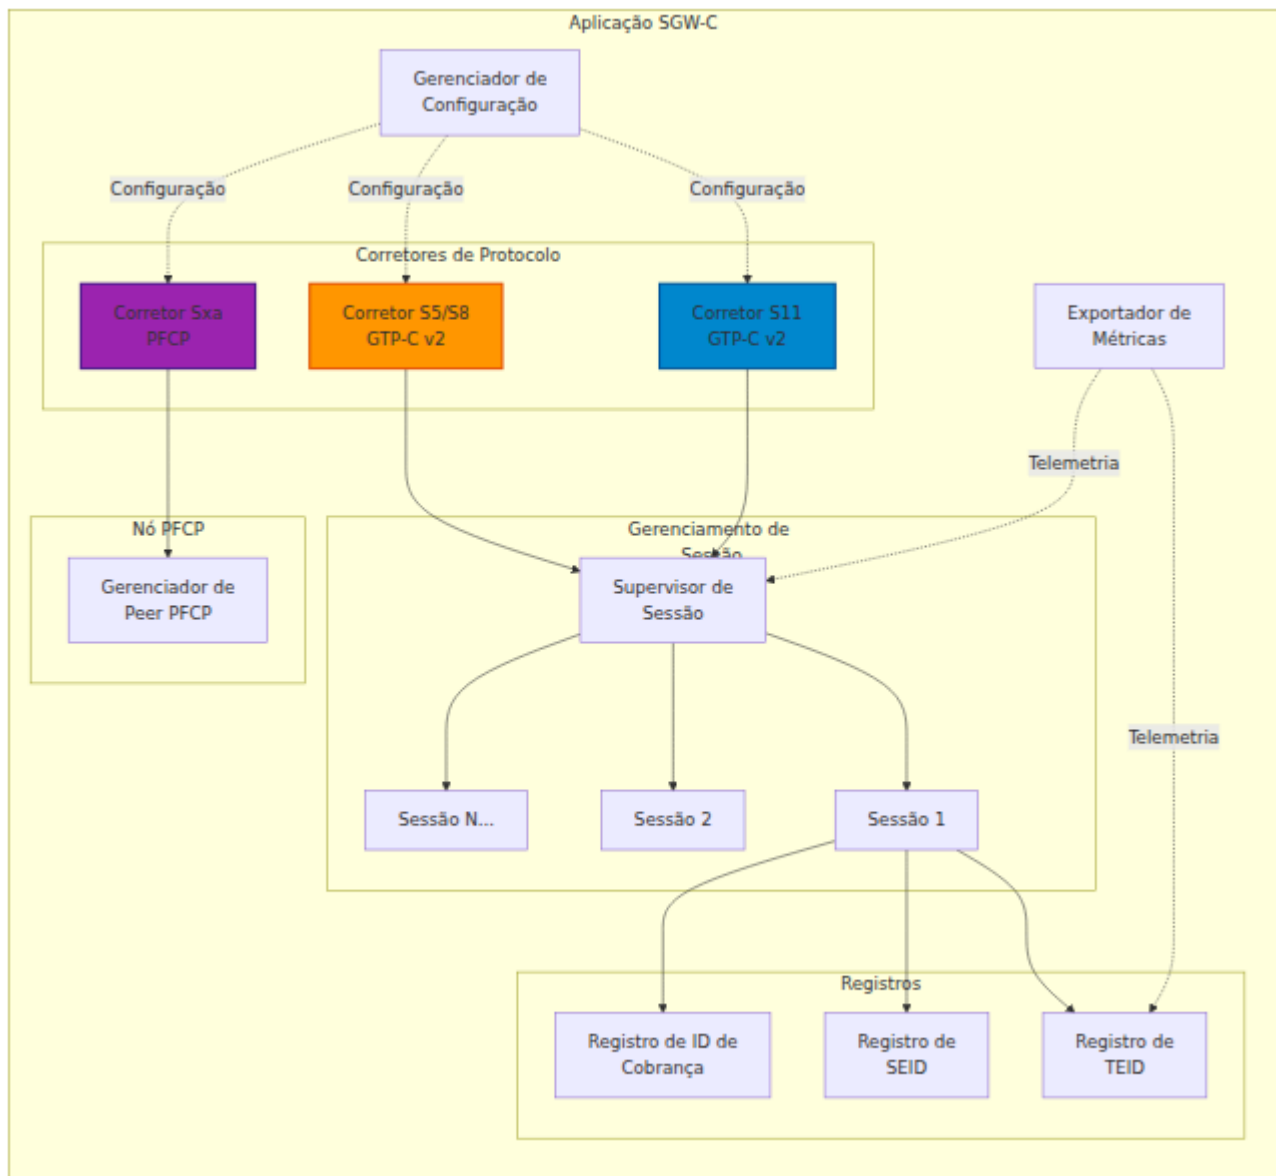 Aplicação SGW-C
Gerenciador de
Configuração
Configuração
Configuração
Configuração
Corretores de Protocolo
Corretor Sxa
PFCP
Corretor S5/S8
GTP-C v2
Corretor S11
GTP-C v2
Exportador de
Métricas
Telemetria
Nó PFCP
Gerenciador de
Peer PFCP
Gerenciamento de
Sessão
Supervisor de
Sessão
Telemetria
Sessão N...
Sessão 2
Sessão 1
Registros
Registro de ID de
Cobrança
Registro de
SEID
Registro de
TEID